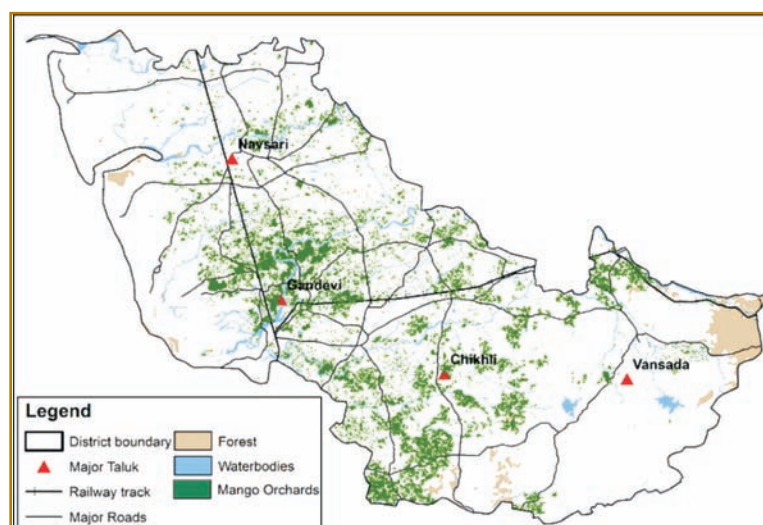 Navsari
Gandevi
Chikhli
Vansada
Legend
District boundary
Major Taluk
Railway track
Major Roads
Forest
Waterbodies
Mango Orchards